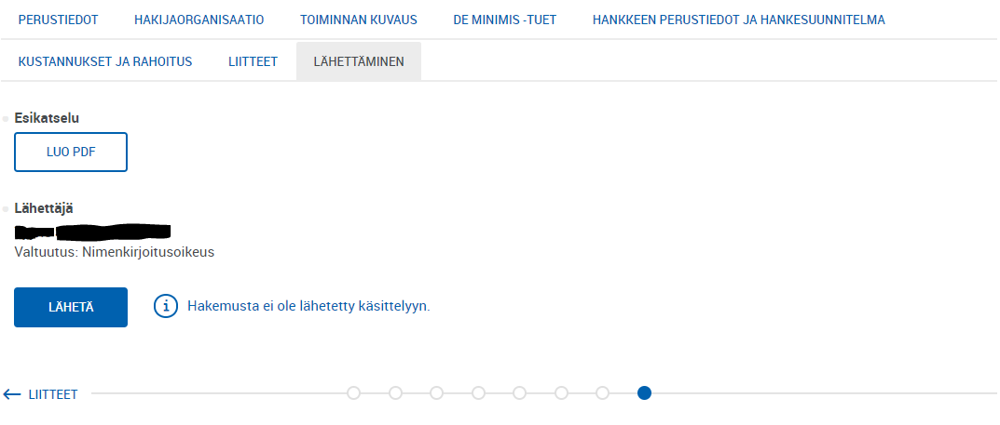 PERUSTIEDOT HAKIJAORGANISAATIO TOIMINNAN KUVAUS DE MINIMIS -TUET HANKKEEN PERUSTIEDOT JA HANKESUUNNITELMA
KUSTANNUKSET JA RAHOITUS LIITTEET LÄHETTÄMINEN
Esikatselu
LUO PDF
Lähettäjä
Valtuutus: Nimenkirjoitusoikeus
LÄHETÄ Hakemusta ei ole lähetetty käsittelyyn.
LIITTEET